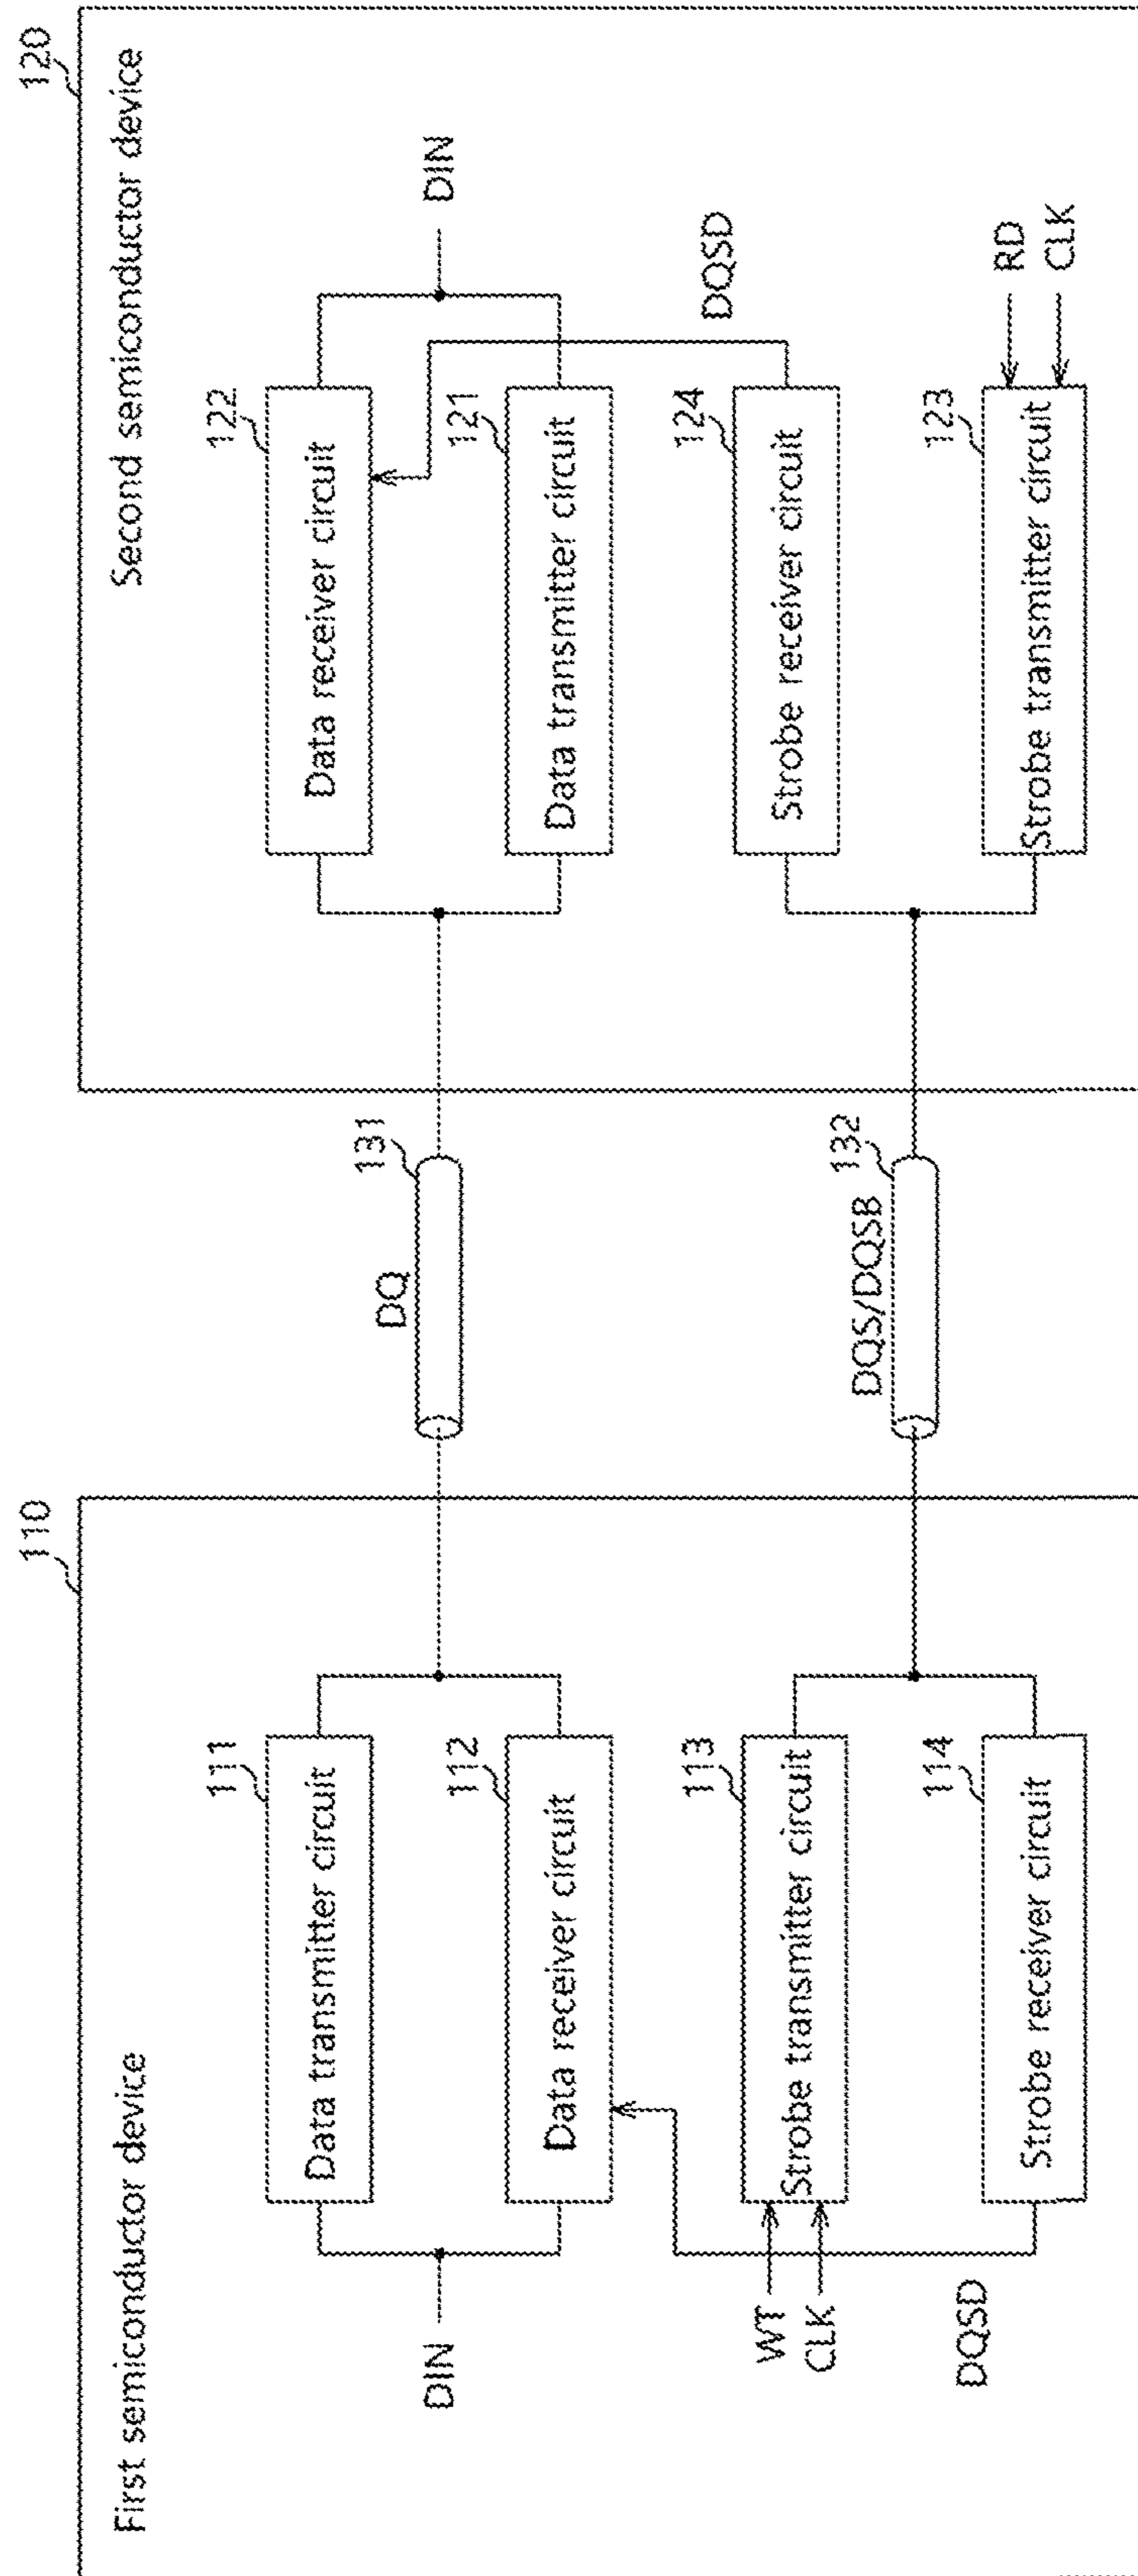 110
First semiconductor device
111
Data transmitter circuit
DIN
112
Data receiver circuit
113
Strobe transmitter circuit
WT
CLK
114
Strobe receiver circuit
DQSD
DQ
131
DQS/DQSB
132
120
Second semiconductor device
122
Data receiver circuit
DIN
121
Data transmitter circuit
DQSD
124
Strobe receiver circuit
123
Strobe transmitter circuit
RD
CLK